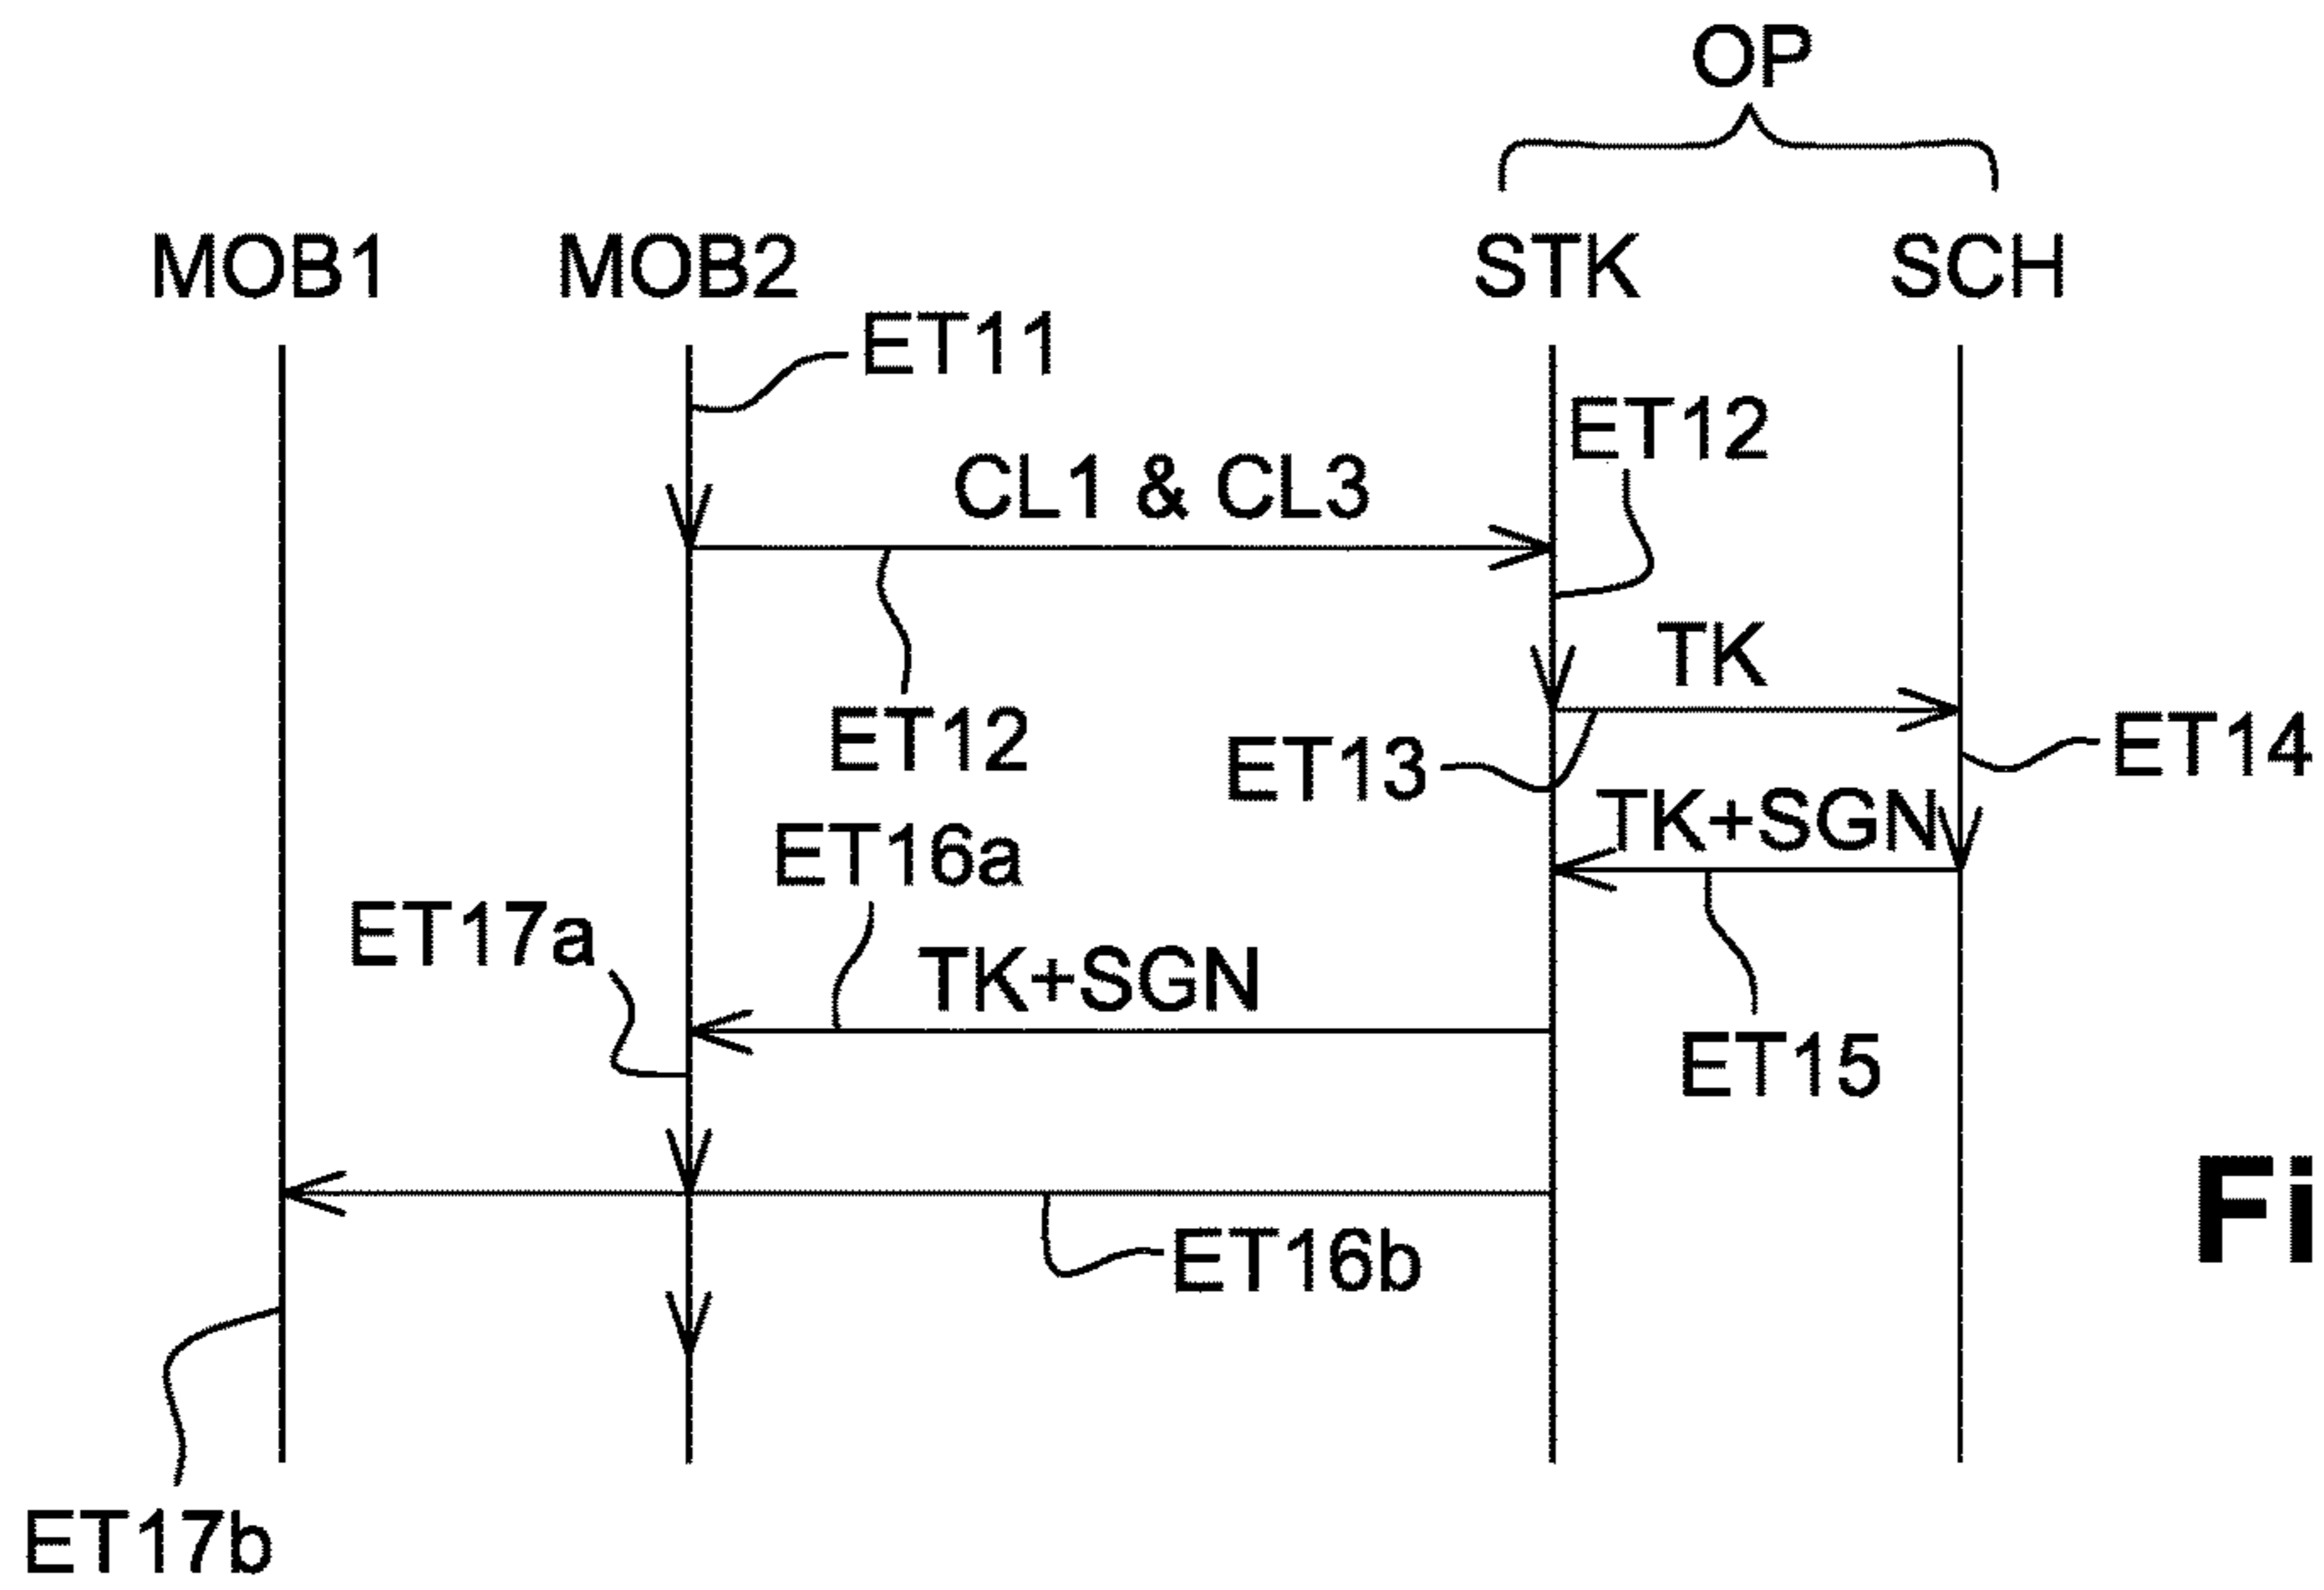 OP
MOB1 MOB2 STK SCH
ET11
ET12
CL1 & CL3
TK
ET12
ET13
ET14
TK+SGN
ET16a
ET17a
TK+SGN
ET15
Fi
ET16b
ET17b